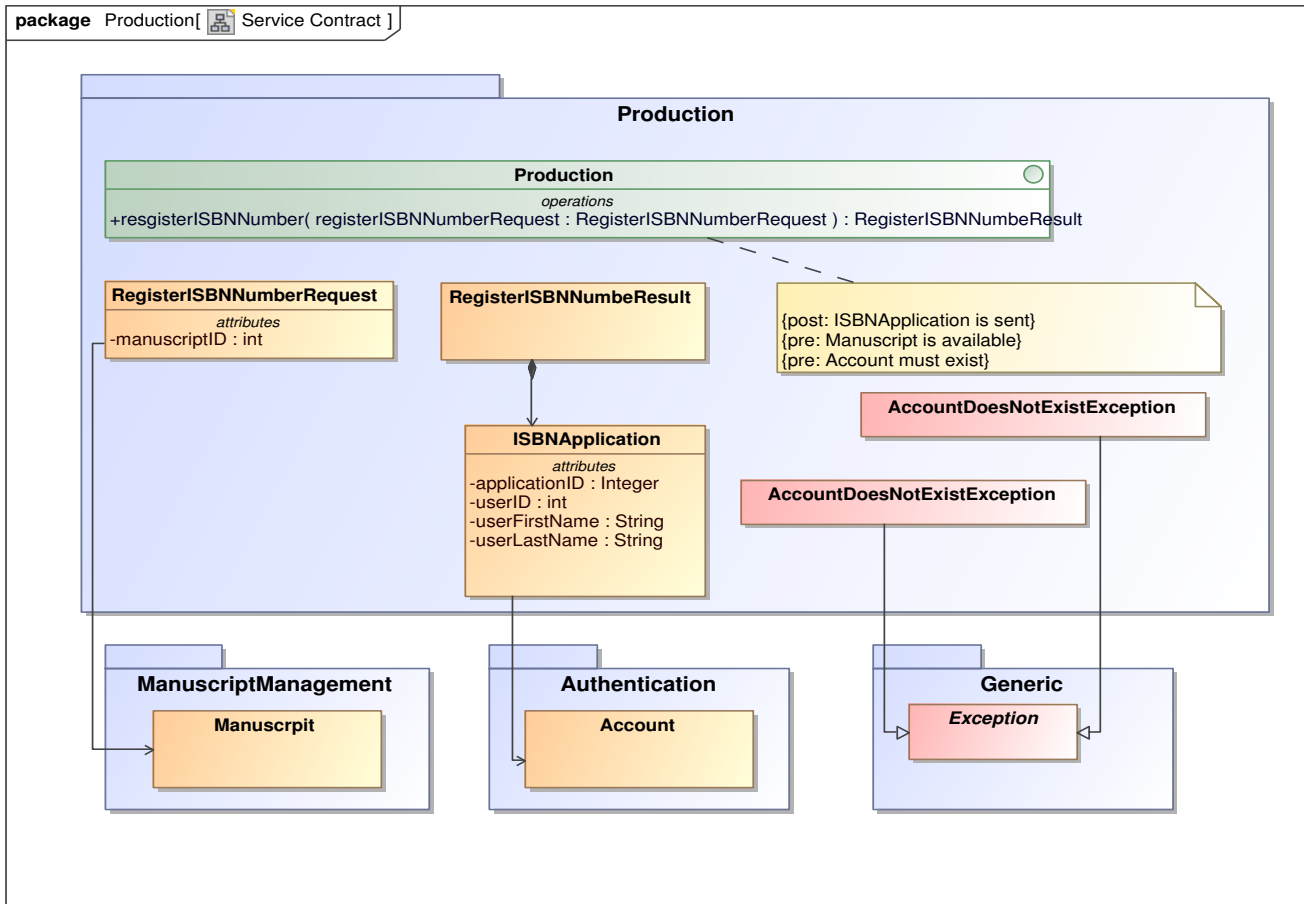 package Production[ Service Contract ]
Production
Production
operations
+resgisterISBNNumber( registerISBNNumberRequest : RegisterISBNNumberRequest ) : RegisterISBNNumbeResult
RegisterISBNNumberRequest
attributes
-manuscriptID : int
RegisterISBNNumbeResult
{post: ISBNApplication is sent}
{pre: Manuscript is available}
{pre: Account must exist}
AccountDoesNotExistException
ISBNApplication
attributes
-applicationID : Integer
-userID : int
-userFirstName : String
-userLastName : String
AccountDoesNotExistException
ManuscriptManagement
Manuscrpit
Authentication
Account
Generic
Exception